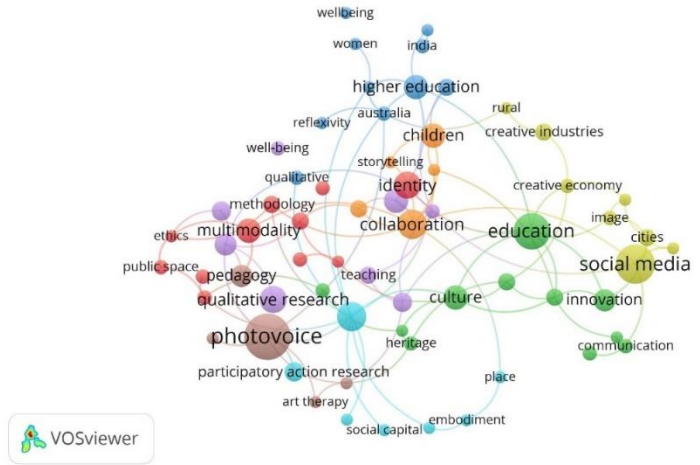 wellbeing
women
india
higher education
rural
australia
reflexivity
children
creative industries
well-being
storytelling
qualitative
identity
creative economy
methodology
image
ethics
multimodality
collaboration
education
cities
public space
pedagogy
teaching
social media
qualitative research
culture
innovation
photovoice
heritage
communication
participatory action research
place
art therapy
social capital
embodiment
VOSviewer